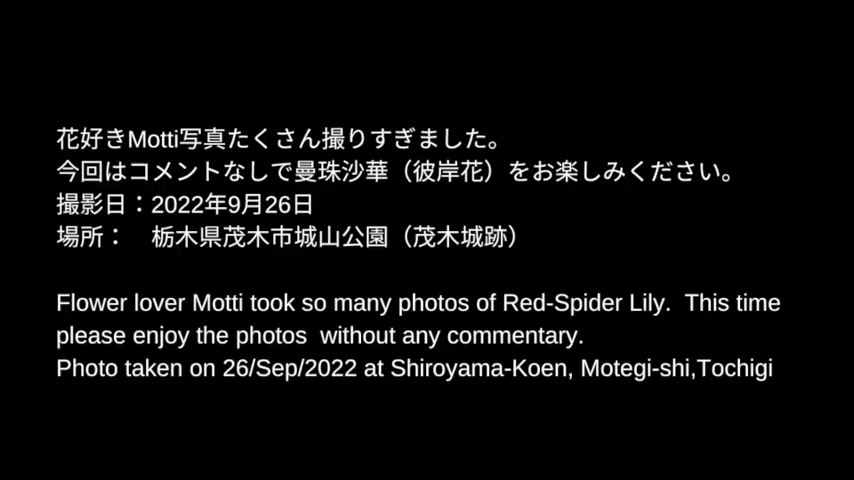 花好きMotti写真たくさん撮りすぎました。
今回はコメントなしで曼珠沙華（彼岸花）をお楽しみください。
撮影日：2022年9月26日
場所：　栃木県茂木市城山公園（茂木城跡）
Flower lover Motti took so many photos of Red-Spider Lily.  This time
please enjoy the photos  without any commentary.
Photo taken on 26/Sep/2022 at Shiroyama-Koen, Motegi-shi,Tochigi